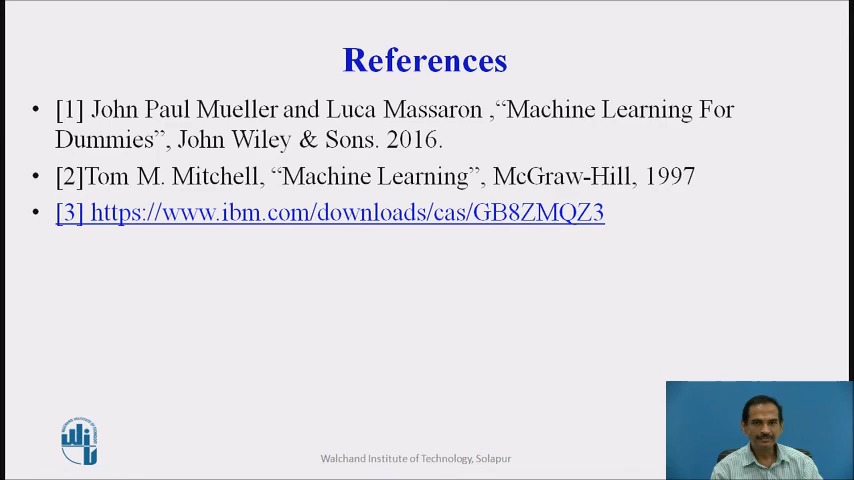 References
• [1] John Paul Mueller and Luca Massaron ,“Machine Learning For
Dummies”, John Wiley & Sons. 2016.
• [2]Tom M. Mitchell, “Machine Learning”, McGraw-Hill, 1997
• [3] https://www.ibm.com/downloads/cas/GB8ZMQZ3
Walchand Institute of Technology, Solapur